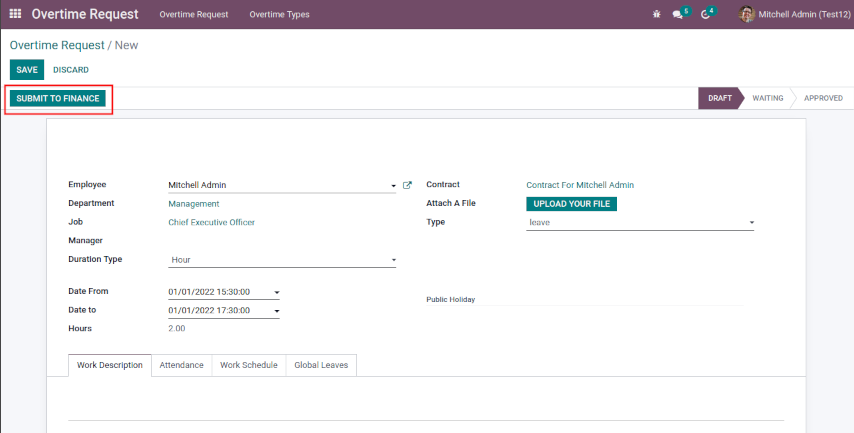 Overtime Request Overtime Request Overtime Types 5 4 Mitchell Admin (Test12)
Overtime Request / New
SAVE DISCARD
SUBMIT TO FINANCE DRAFT WAITING APPROVED
Employee Mitchell Admin Contract Contract For Mitchell Admin
Department Management Attach A File UPLOAD YOUR FILE
Job Chief Executive Officer Type leave
Manager
Duration Type Hour
Date From 01/01/2022 15:30:00
Public Holiday
Date to 01/01/2022 17:30:00
Hours 2.00
Work Description Attendance Work Schedule Global Leaves